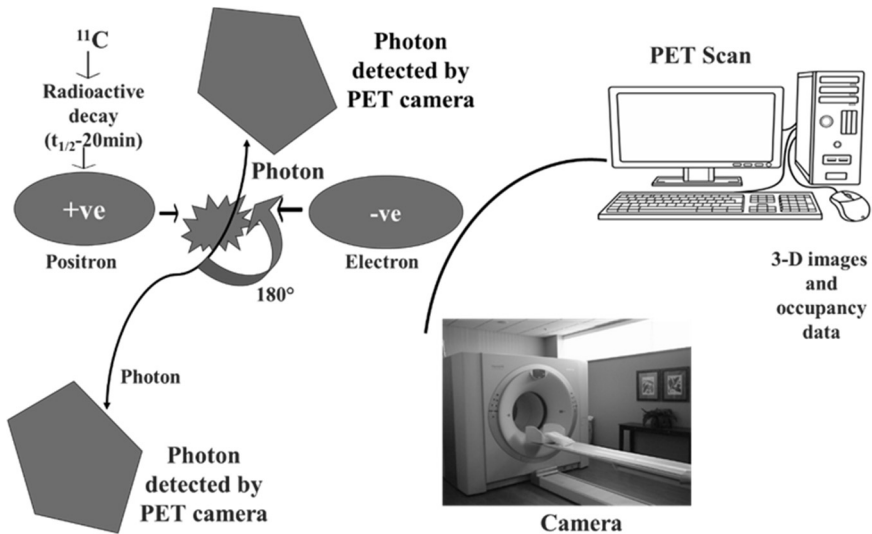 ¹¹C
Radioactive
decay
(t₁/₂-20min)
+ve
Positron
Photon
detected by
PET camera
Photon
-ve
Electron
180°
Photon
Photon
detected by
PET camera
PET Scan
3-D images
and
occupancy
data
Camera